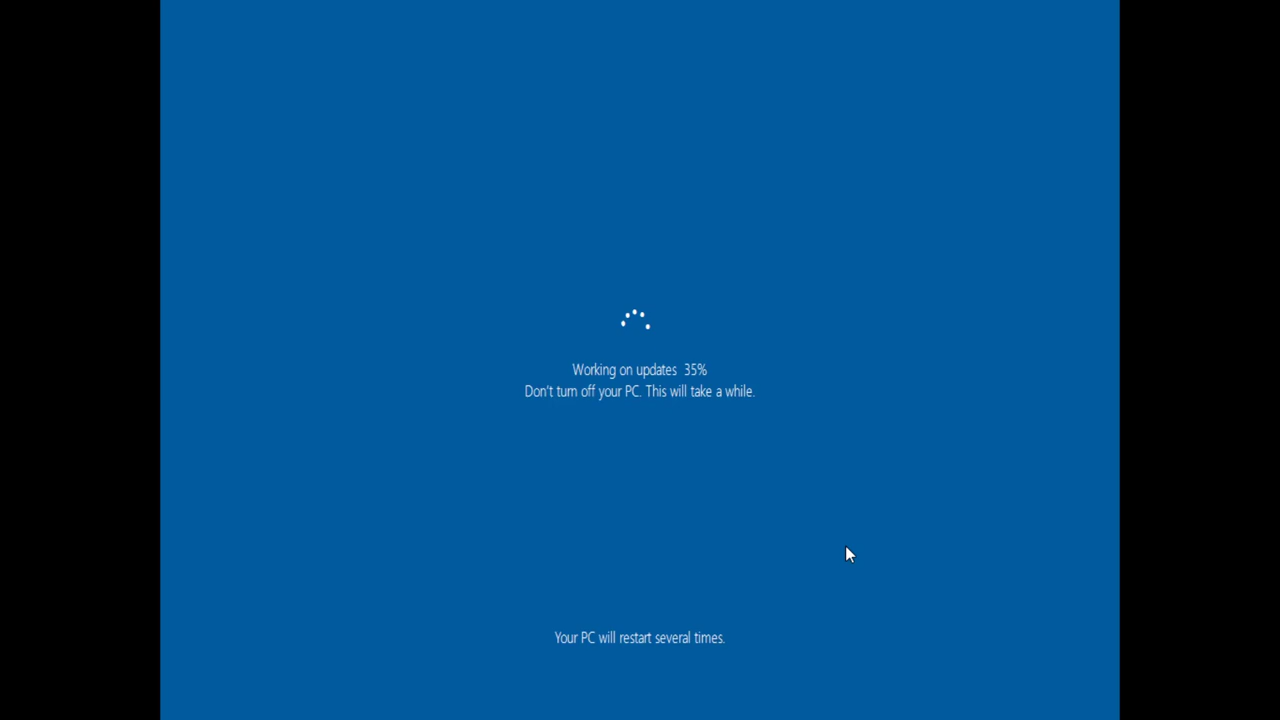 Working on updates  35%
Don't turn off your PC. This will take a while.
Your PC will restart several times.